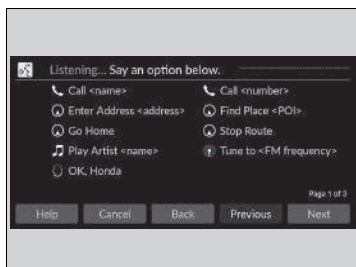 Listening... Say an option below.
Call <name>
Call <number>
Enter Address <address>
Find Place <POI>
Go Home
Stop Route
Play Artist <name>
Tune to <FM frequency>
OK, Honda
Page 1 of 3
Help Cancel Back Previous Next